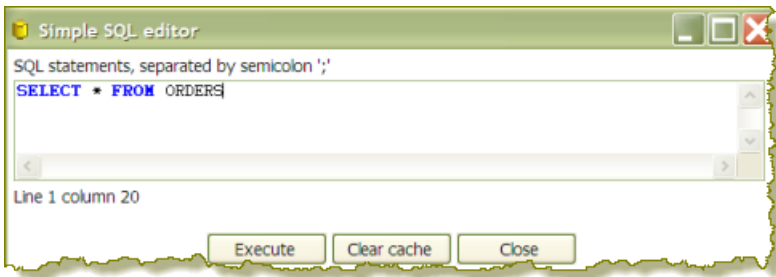 Simple SQL editor
SQL statements, separated by semicolon ';'
SELECT * FROM ORDERS
Line 1 column 20
Execute Clear cache Close